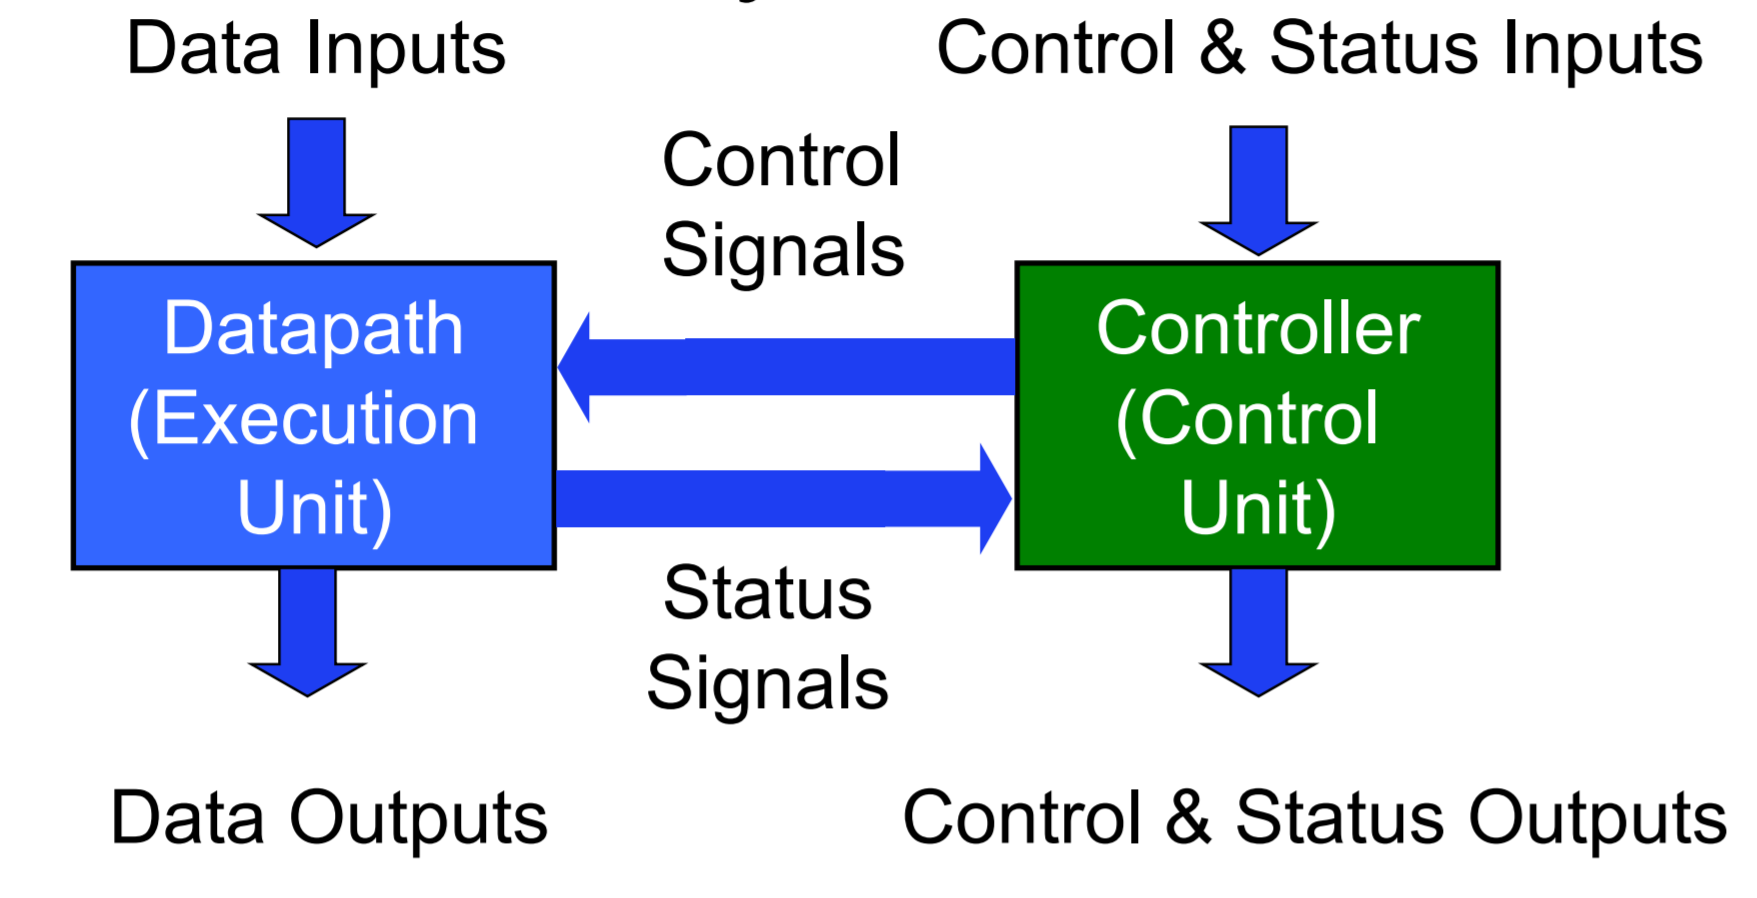 Data Inputs
Control & Status Inputs
Control
Signals
Datapath
(Execution
Unit)
Controller
(Control
Unit)
Status
Signals
Data Outputs
Control & Status Outputs